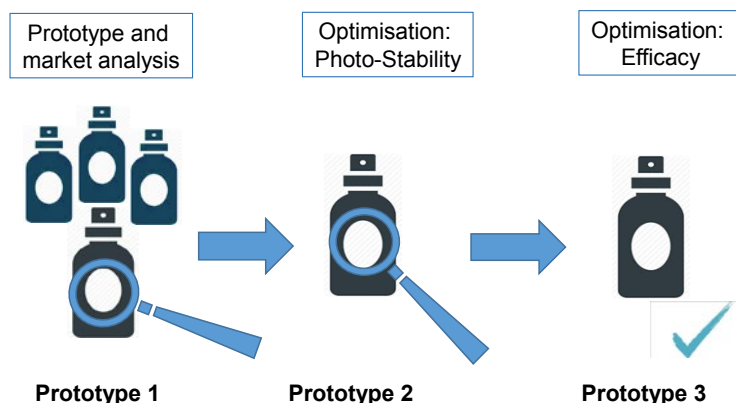 Prototype and
market analysis
Optimisation:
Photo-Stability
Optimisation:
Efficacy
Prototype 1
Prototype 2
Prototype 3